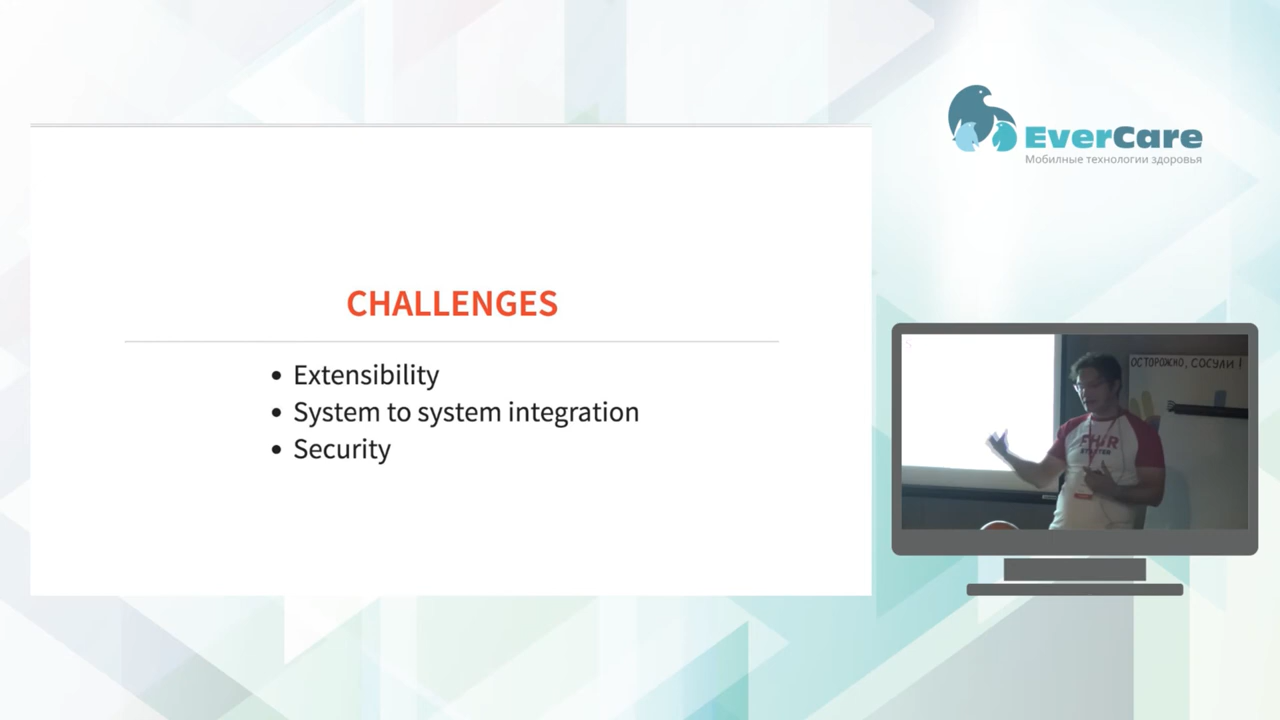 CHALLENGES
Extensibility
System to system integration
Security
EverCare
Мобилные технологии здоровья
ОСТОРОЖНО, СОСУЛИ!